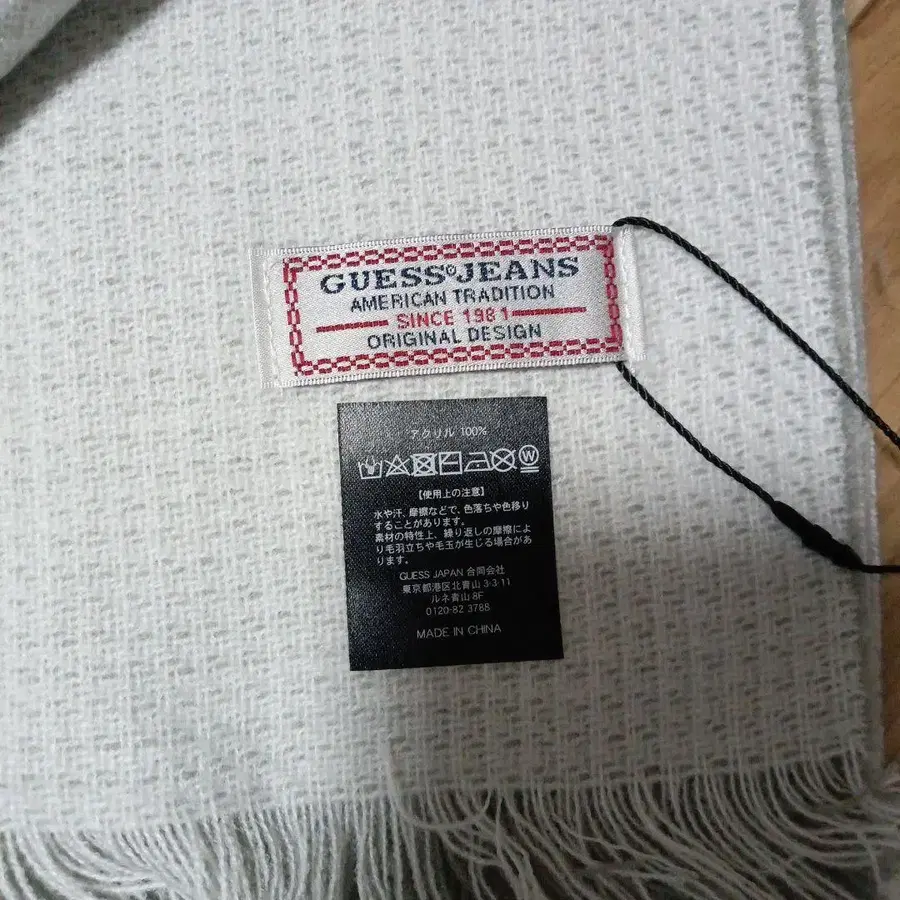 GUESS®JEANS
AMERICAN TRADITION
SINCE 1981
ORIGINAL DESIGN
アクリル 100%
W
【使用上の注意】
水や汗、摩擦などで、色落ちや色移り
することがあります。
素材の特性上、繰り返しの摩擦によ
り毛羽立ちや毛玉が生じる場合があ
ります。
GUESS JAPAN 合同会社
東京都港区北青山 3-3-11
ルネ青山 8F
0120-82 3788
MADE IN CHINA